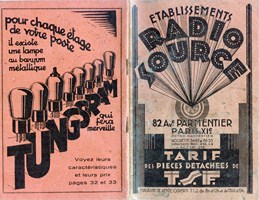 pour chaque étage
de votre poste
il existe
une lampe
au baryum
métallique
TUNGSRAM
qui
fera
merveille
Voyez leurs
caractéristiques
et leurs prix
pages 32 et 33
ETABLISSEMENTS
RADIO
SOURCE
82 AV. PARMENTIER
PARIS XIE
TARIF
DES PIECES DETACHEES DE
T.S.F.